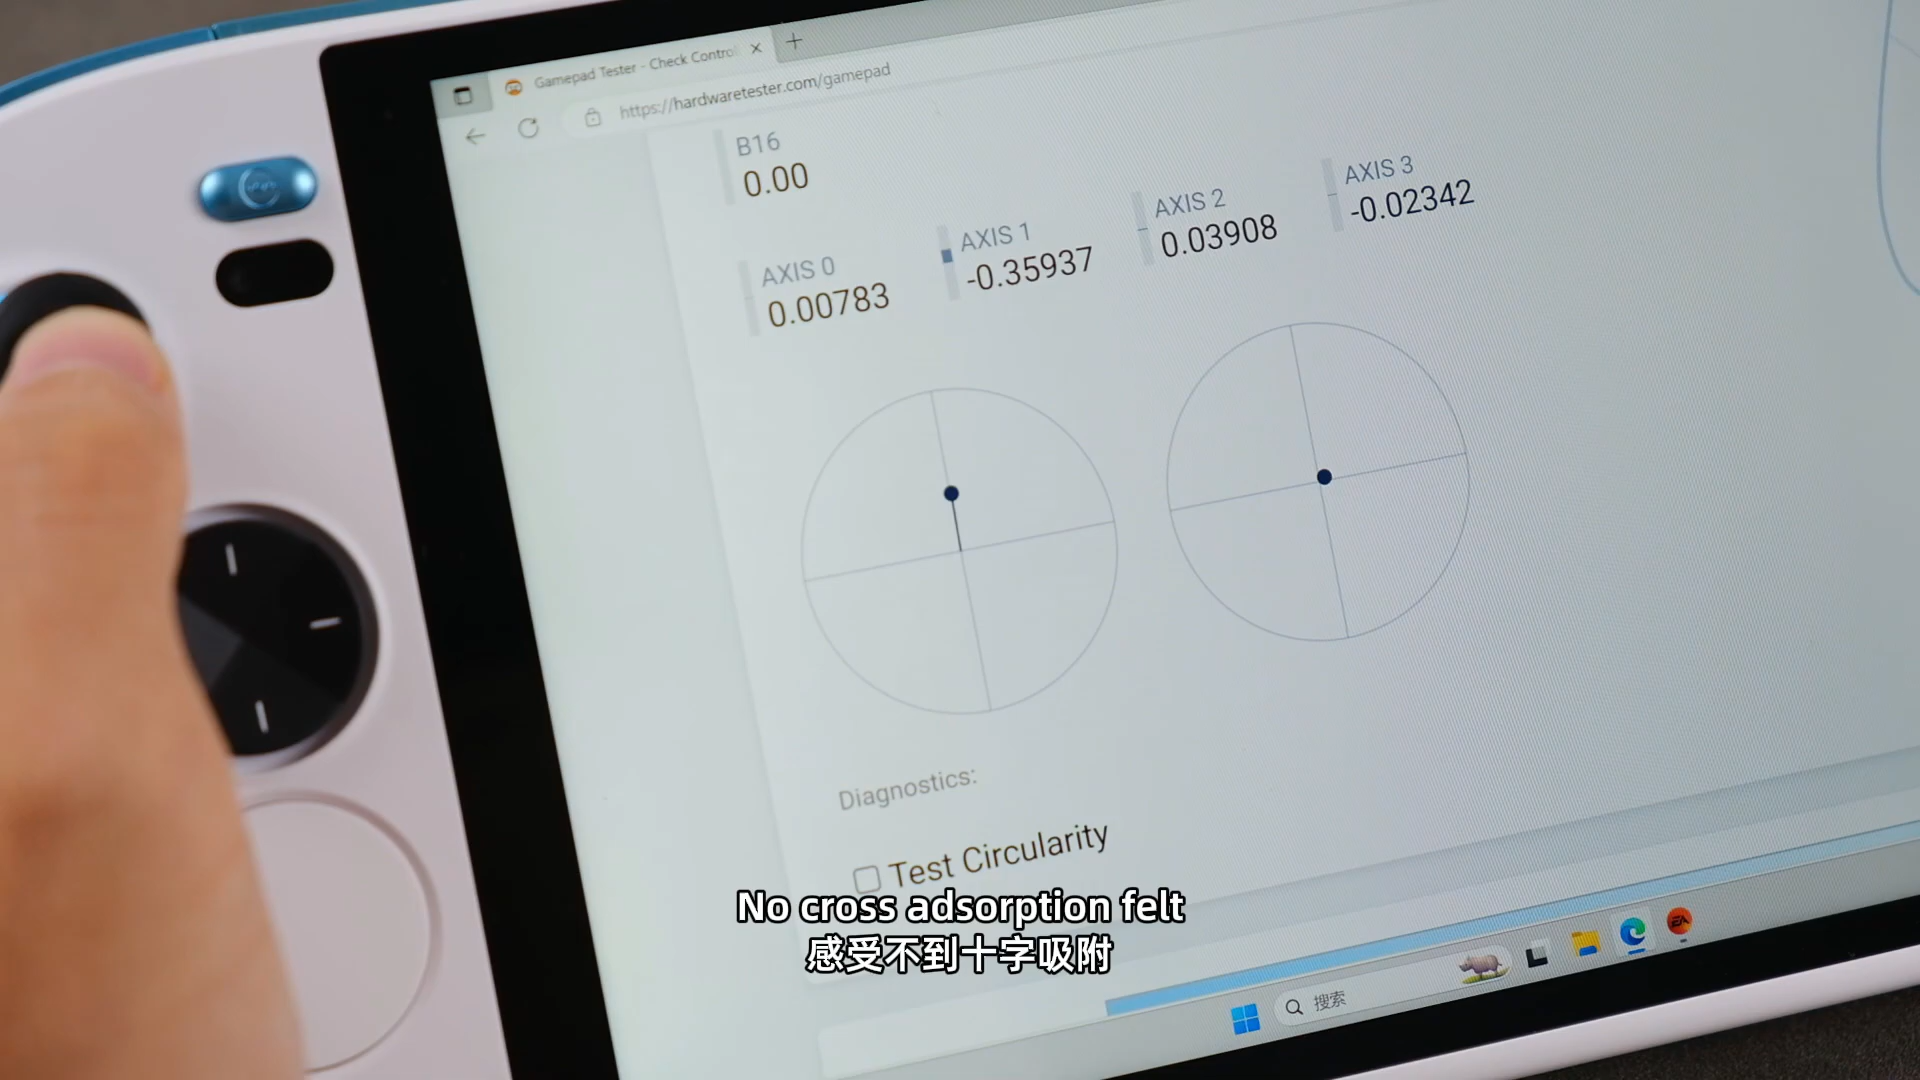 Gamepad Tester - Check Contro
https://hardwaretester.com/gamepad
B16
0.00
AXIS 0
0.00783
AXIS 1
-0.35937
AXIS 2
0.03908
AXIS 3
-0.02342
Diagnostics:
Test Circularity
No cross adsorption felt
感受不到十字吸附
搜索
EA